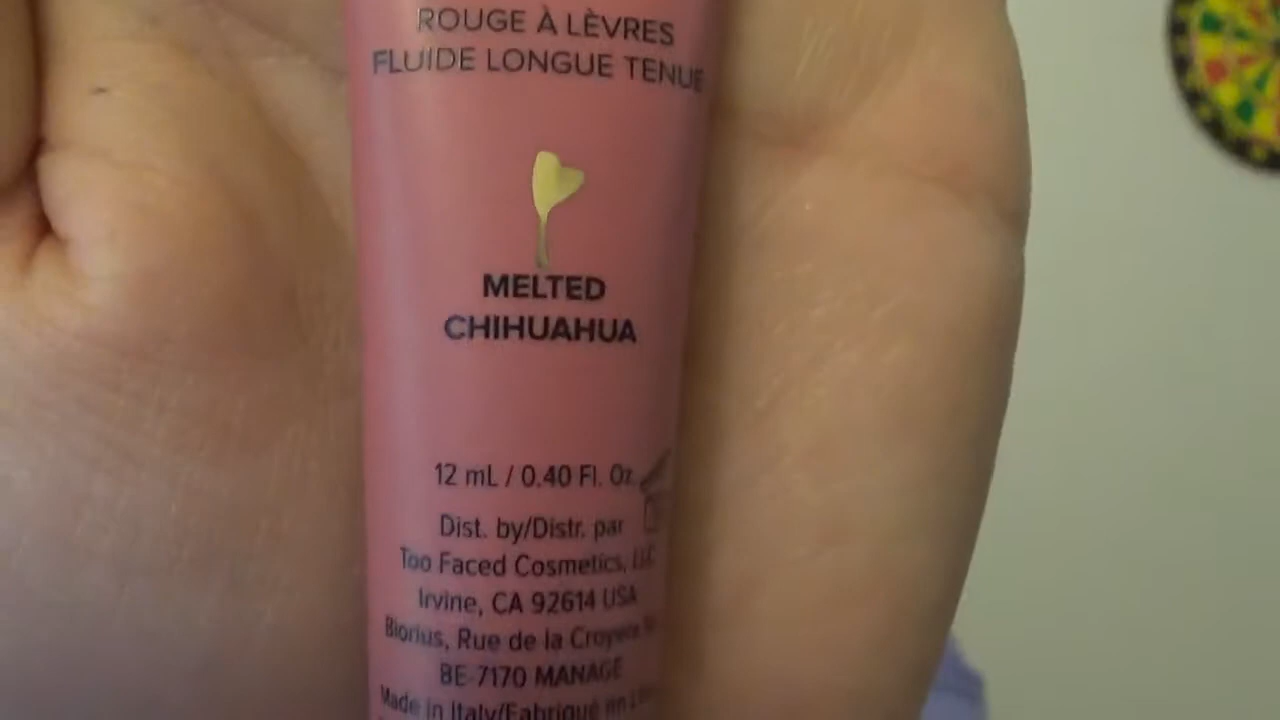 ROUGE À LÈVRES
FLUIDE LONGUE TENUE
MELTED
CHIHUAHUA
12 mL / 0.40 Fl. Oz.
Dist. by/Distr. par
Too Faced Cosmetics, LLC
Irvine, CA 92614 USA
Biorius, Rue de la
BE-7170 MANAGE
Made in Italy/Fabriqué en